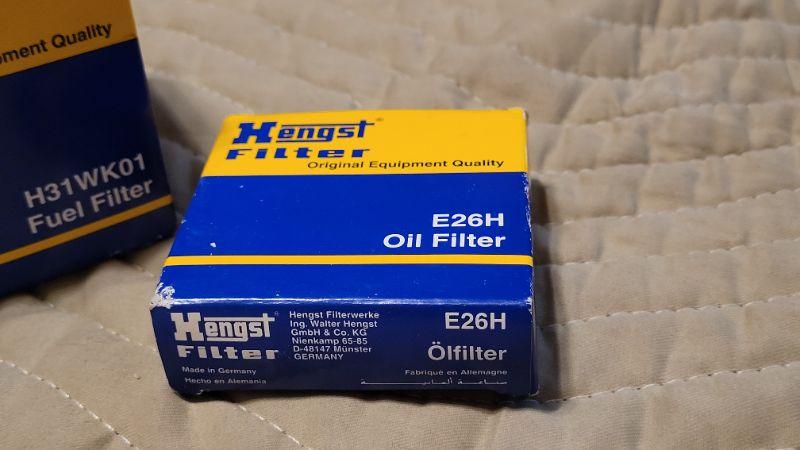 ment Quality
H31WK01
Fuel Filter
Hengst
Filter
Original Equipment Quality
E26H
Oil Filter
Hengst
Filter
Hengst Filterwerke
Ing. Walter Hengst
GmbH & Co. KG
Nienkamp 65-85
D-48147 Münster
GERMANY
E26H
Ölfilter
Made in Germany
Hecho en Alemania
Fabriqué en Allemagne